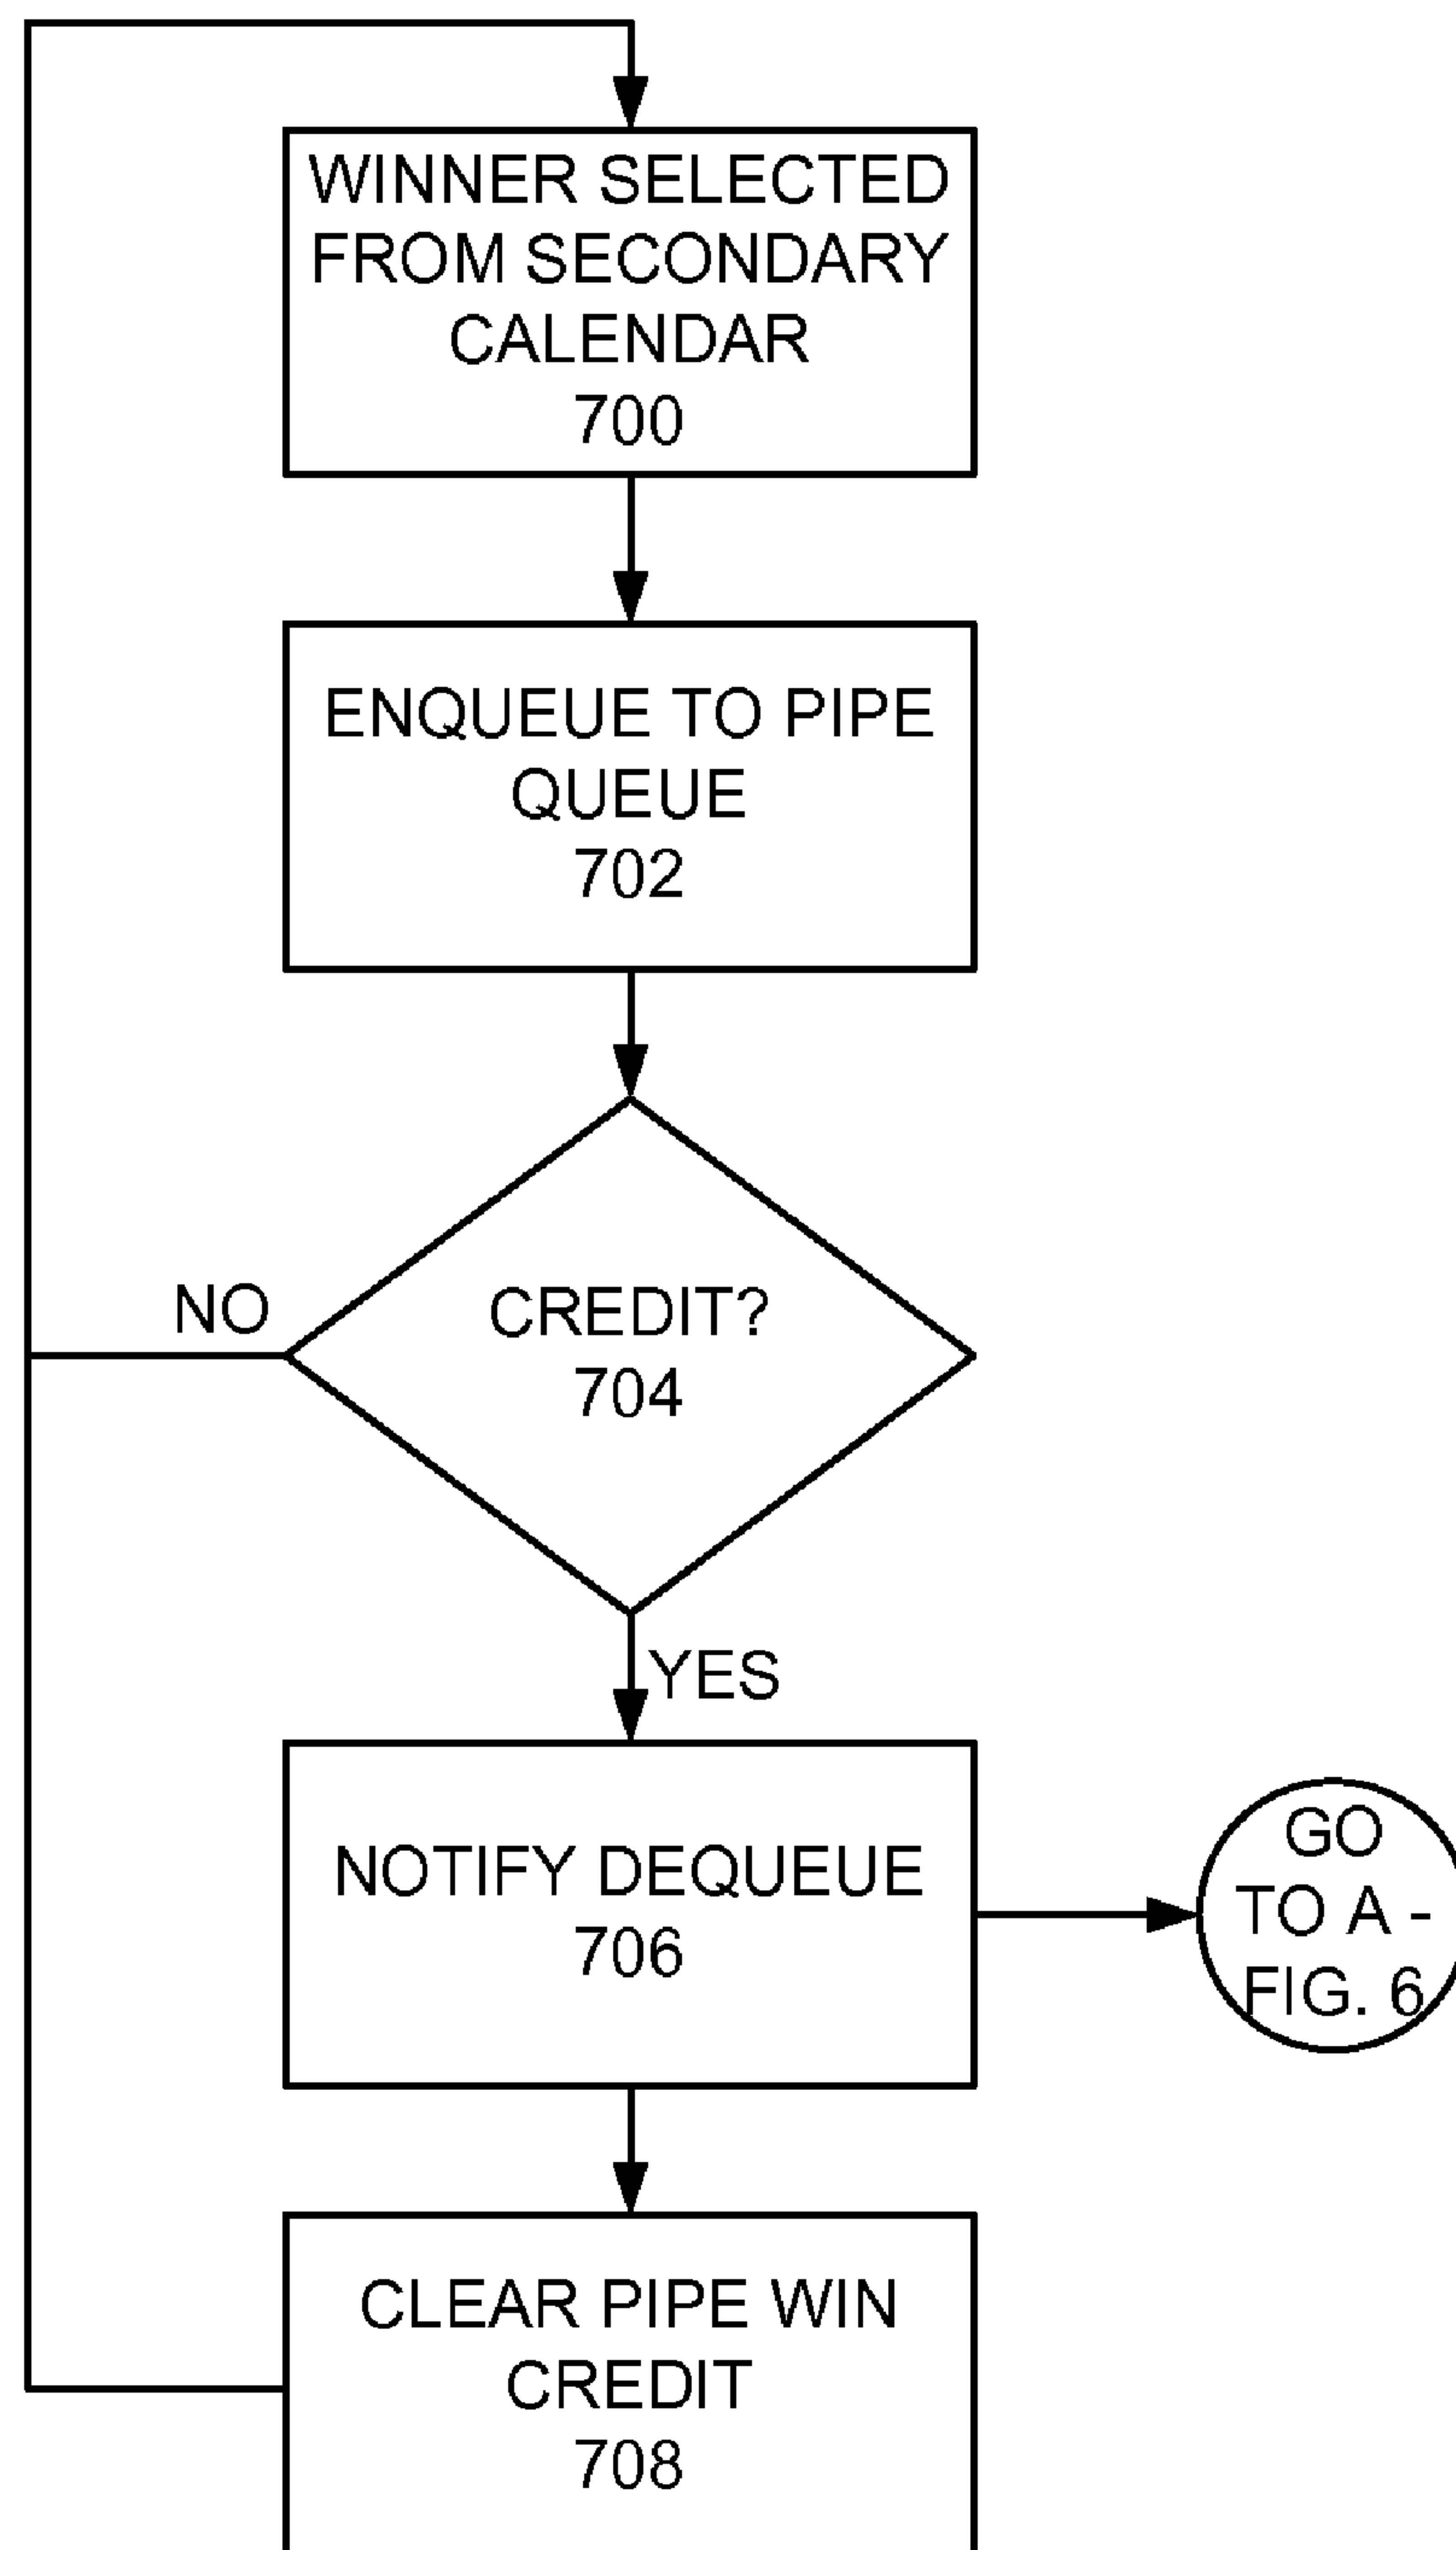 WINNER SELECTED
FROM SECONDARY
CALENDAR
700
ENQUEUE TO PIPE
QUEUE
702
CREDIT?
704
NO
YES
NOTIFY DEQUEUE
706
GO
TO A -
FIG. 6
CLEAR PIPE WIN
CREDIT
708